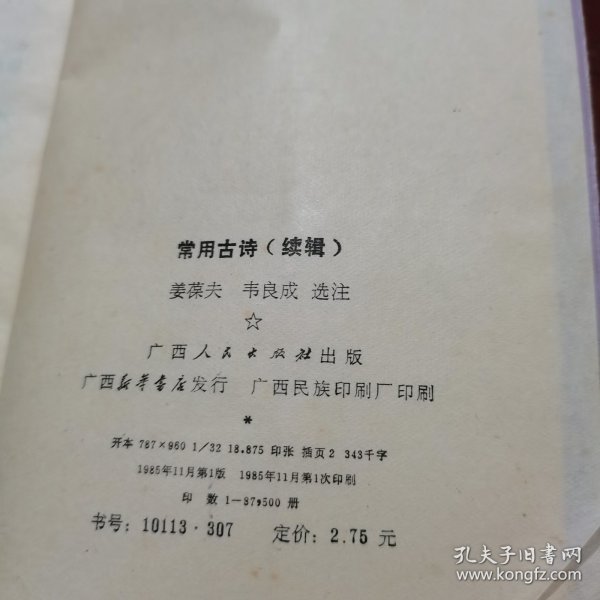 常用古诗（续辑）
姜葆夫 韦良成 选注
☆
广西人民出版社出版
广西新华书店发行 广西民族印刷厂印刷
*
开本 787×960 1/32 18.875 印张 插页2 343千字
1985年11月第1版 1985年11月第1次印刷
印 数 1—87,500 册
书号：10113·307 定价：2.75 元
孔夫子旧书网
www.kongfz.com